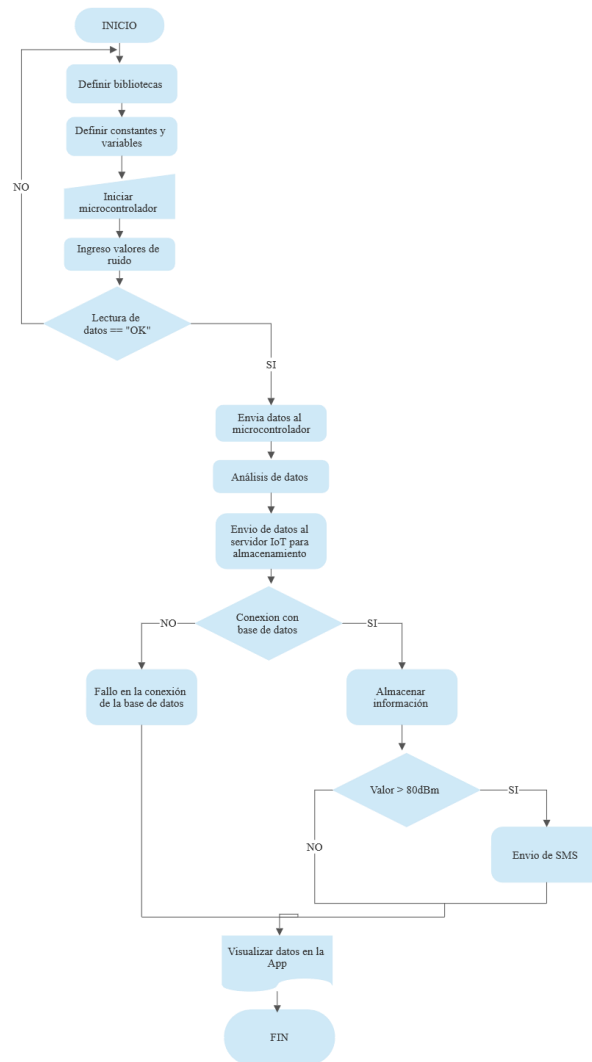 INICIO
Definir bibliotecas
Definir constantes y
variables
NO
Iniciar
microcontrolador
Ingreso valores de
ruido
Lectura de
datos == "OK"
SI
Envia datos al
microcontrolador
Análisis de datos
Envio de datos al
servidor IoT para
almacenamiento
NO
Conexion con
base de datos
SI
Fallo en la conexión
de la base de datos
Almacenar
información
Valor > 80dBm
SI
NO
Envio de SMS
Visualizar datos en la
App
FIN